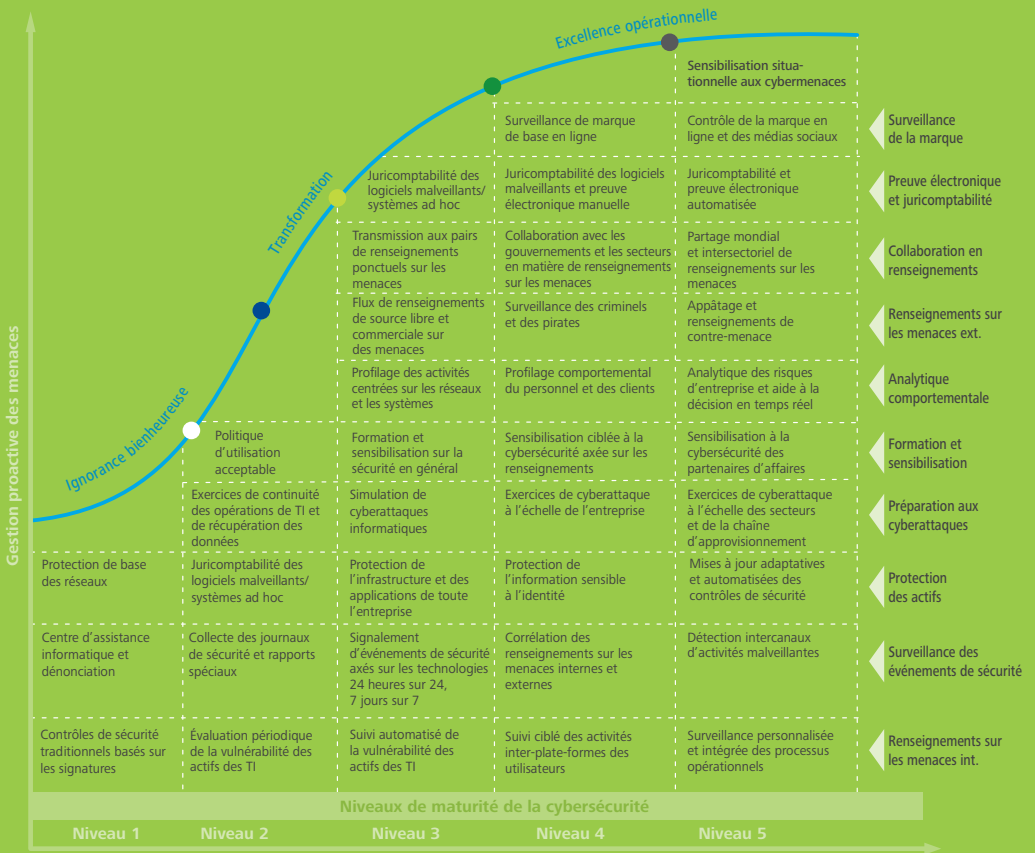 Gestion proactive des menaces
Ignorance bienheureuse
Transformation
Excellence opérationnelle
Sensibilisation situa-
tionnelle aux cybermenaces
Surveillance de marque
de base en ligne
Contrôle de la marque en
ligne et des médias sociaux
Surveillance
de la marque
Juricomptabilité des
logiciels malveillants/
systèmes ad hoc
Juricomptabilité des logiciels
malveillants et preuve
électronique manuelle
Juricomptabilité et
preuve électronique
automatisée
Preuve électronique
et juricomptabilité
Transmission aux pairs
de renseignements
ponctuels sur les
menaces
Collaboration avec les
gouvernements et les secteurs
en matière de renseignements
sur les menaces
Partage mondial
et intersectoriel de
renseignements sur les
menaces
Collaboration en
renseignements
Flux de renseignements
de source libre et
commerciale sur
des menaces
Surveillance des criminels
et des pirates
Appâtage et
renseignements de
contre-menace
Renseignements sur
les menaces ext.
Profilage des activités
centrées sur les réseaux
et les systèmes
Profilage comportemental
du personnel et des clients
Analytique des risques
d'entreprise et aide à la
décision en temps réel
Analytique
comportementale
Politique
d'utilisation
acceptable
Formation et
sensibilisation sur la
sécurité en général
Sensibilisation ciblée à la
cybersécurité axée sur les
renseignements
Sensibilisation à la
cybersécurité des
partenaires d'affaires
Formation et
sensibilisation
Exercices de continuité
des opérations de TI et
de récupération des
données
Simulation de
cyberattaques
informatiques
Exercices de cyberattaque
à l'échelle de l'entreprise
Exercices de cyberattaque
à l'échelle des secteurs
et de la chaîne
d'approvisionnement
Préparation aux
cyberattaques
Protection de base
des réseaux
Juricomptabilité des
logiciels malveillants/
systèmes ad hoc
Protection de
l'infrastructure et des
applications de toute
l'entreprise
Protection de
l'information sensible
à l'identité
Mises à jour adaptatives
et automatisées des
contrôles de sécurité
Protection
des actifs
Centre d'assistance
informatique et
dénonciation
Collecte des journaux
de sécurité et rapports
spéciaux
Signalement
d'événements de sécurité
axés sur les technologies
24 heures sur 24,
7 jours sur 7
Corrélation des
renseignements sur les
menaces internes et
externes
Détection intercanaux
d'activités malveillantes
Surveillance des
événements de sécurité
Contrôles de sécurité
traditionnels basés sur
les signatures
Évaluation périodique
de la vulnérabilité des
actifs des TI
Suivi automatisé de
la vulnérabilité des
actifs des TI
Suivi ciblé des activités
inter-plate-formes des
utilisateurs
Surveillance personnalisée
et intégrée des processus
opérationnels
Renseignements sur
les menaces int.
Niveaux de maturité de la cybersécurité
Niveau 1
Niveau 2
Niveau 3
Niveau 4
Niveau 5